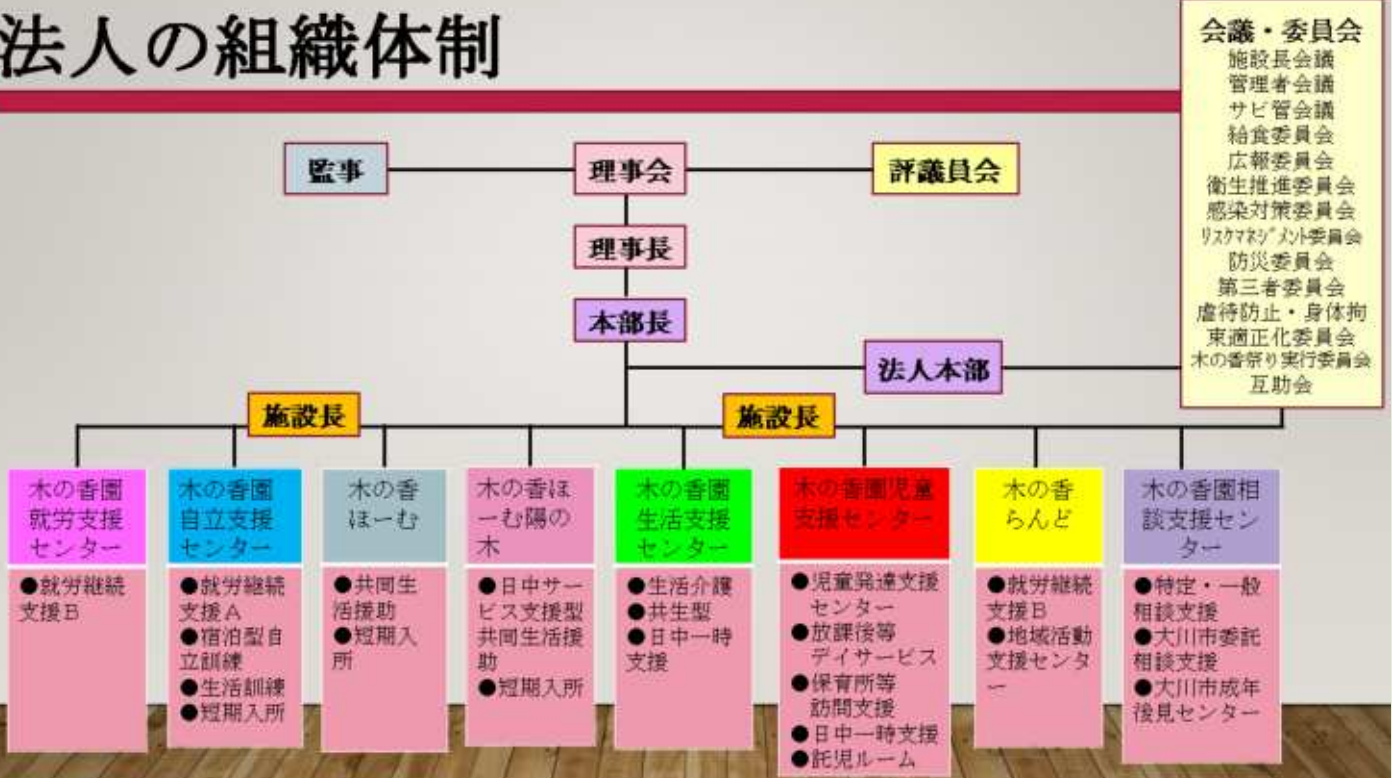 法人の組織体制
会議・委員会
施設長会議
管理者会議
サビ管会議
給食委員会
広報委員会
衛生推進委員会
感染対策委員会
ﾘｽｸﾏﾈｼﾞﾒﾝﾄ委員会
防災委員会
第三者委員会
虐待防止・身体拘
束適正化委員会
木の香祭り実行委員会
互助会
監事
理事会
評議員会
理事長
本部長
法人本部
施設長
施設長
木の香園
就労支援
センター
●就労継続
支援B
木の香園
自立支援
センター
●就労継続
支援A
●宿泊型自
立訓練
●生活訓練
●短期入所
木の香
ほーむ
●共同生
活援助
●短期入
所
木の香ほ
ーむ陽の
木
●日中サー
ビス支援型
共同生活援
助
●短期入所
木の香園
生活支援
センター
●生活介護
●共生型
●日中一時
支援
木の香園児童
支援センター
●児童発達支援
センター
●放課後等
デイサービス
●保育所等
訪問支援
●日中一時支援
●託児ルーム
木の香
らんど
●就労継続
支援B
●地域活動
支援センタ
ー
木の香園相
談支援セン
ター
●特定・一般
相談支援
●大川市委託
相談支援
●大川市成年
後見センター